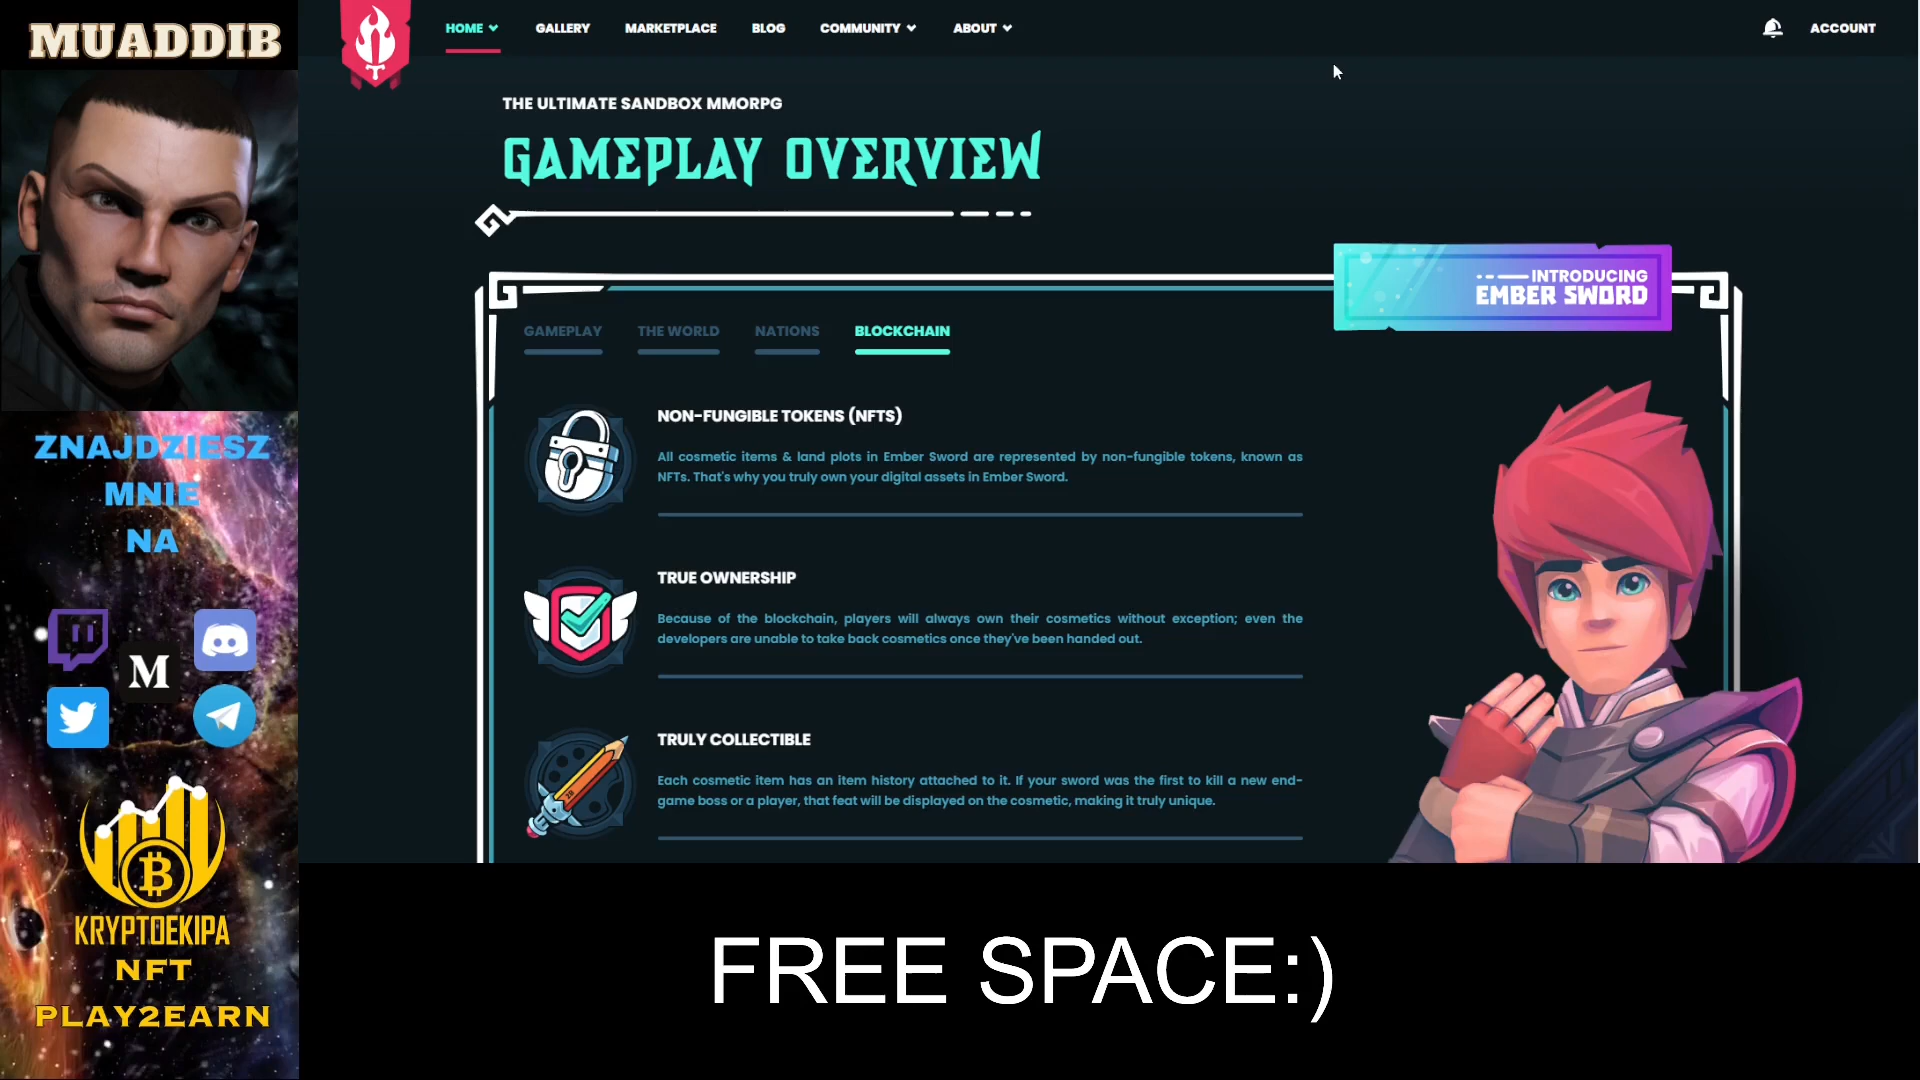 MUADDIB
ZNAJDZIESZ
MNIE
NA
M
KRYPTOEKIPA
NFT
PLAY2EARN
HOME
GALLERY
MARKETPLACE
BLOG
COMMUNITY
ABOUT
ACCOUNT
THE ULTIMATE SANDBOX MMORPG
GAMEPLAY OVERVIEW
INTRODUCING
EMBER SWORD
GAMEPLAY
THE WORLD
NATIONS
BLOCKCHAIN
NON-FUNGIBLE TOKENS (NFTS)
All cosmetic items & land plots in Ember Sword are represented by non-fungible tokens, known as
NFTs. That's why you truly own your digital assets in Ember Sword.
TRUE OWNERSHIP
Because of the blockchain, players will always own their cosmetics without exception; even the
developers are unable to take back cosmetics once they've been handed out.
TRULY COLLECTIBLE
Each cosmetic item has an item history attached to it. If your sword was the first to kill a new end-
game boss or a player, that feat will be displayed on the cosmetic, making it truly unique.
FREE SPACE:)